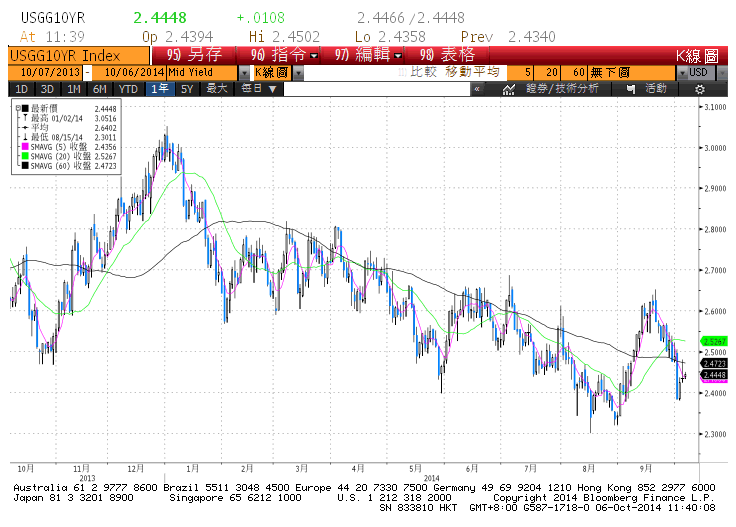 USGG10YR 2.4448 +.0108 2.4466/2.4448
At 11:39 Op 2.4394 Hi 2.4502 Lo 2.4358 Prev 2.4340
USGG10YR Index 95) 另存 96) 指令 97) 編輯 98) 表格 K線圖
10/07/2013 - 10/06/2014 Mid Yield K線圖 比較 移動平均 5 20 60 無下圖 USD
1D 3D 1M 6M YTD 1年 5Y 最大 每日 « 證券/技術分析 活動
最新價 2.4448
最高 01/02/14 3.0516
平均 2.6402
最低 08/15/14 2.3011
SMAVG (5) 收盤 2.4356
SMAVG (20) 收盤 2.5267
SMAVG (60) 收盤 2.4723
3.1000
3.0000
2.9000
2.8000
2.7000
2.6000
2.5267
2.5000
2.4723
2.4448
2.4000
2.3000
10月 11月 12月 1月 2月 3月 4月 5月 6月 7月 8月 9月
2013 2014
Australia 61 2 9777 8600 Brazil 5511 3048 4500 Europe 44 20 7330 7500 Germany 49 69 9204 1210 Hong Kong 852 2977 6000
Japan 81 3 3201 8900 Singapore 65 6212 1000 U.S. 1 212 318 2000 Copyright 2014 Bloomberg Finance L.P.
SN 833810 HKT GMT+8:00 G587-1718-0 06-Oct-2014 11:40:08